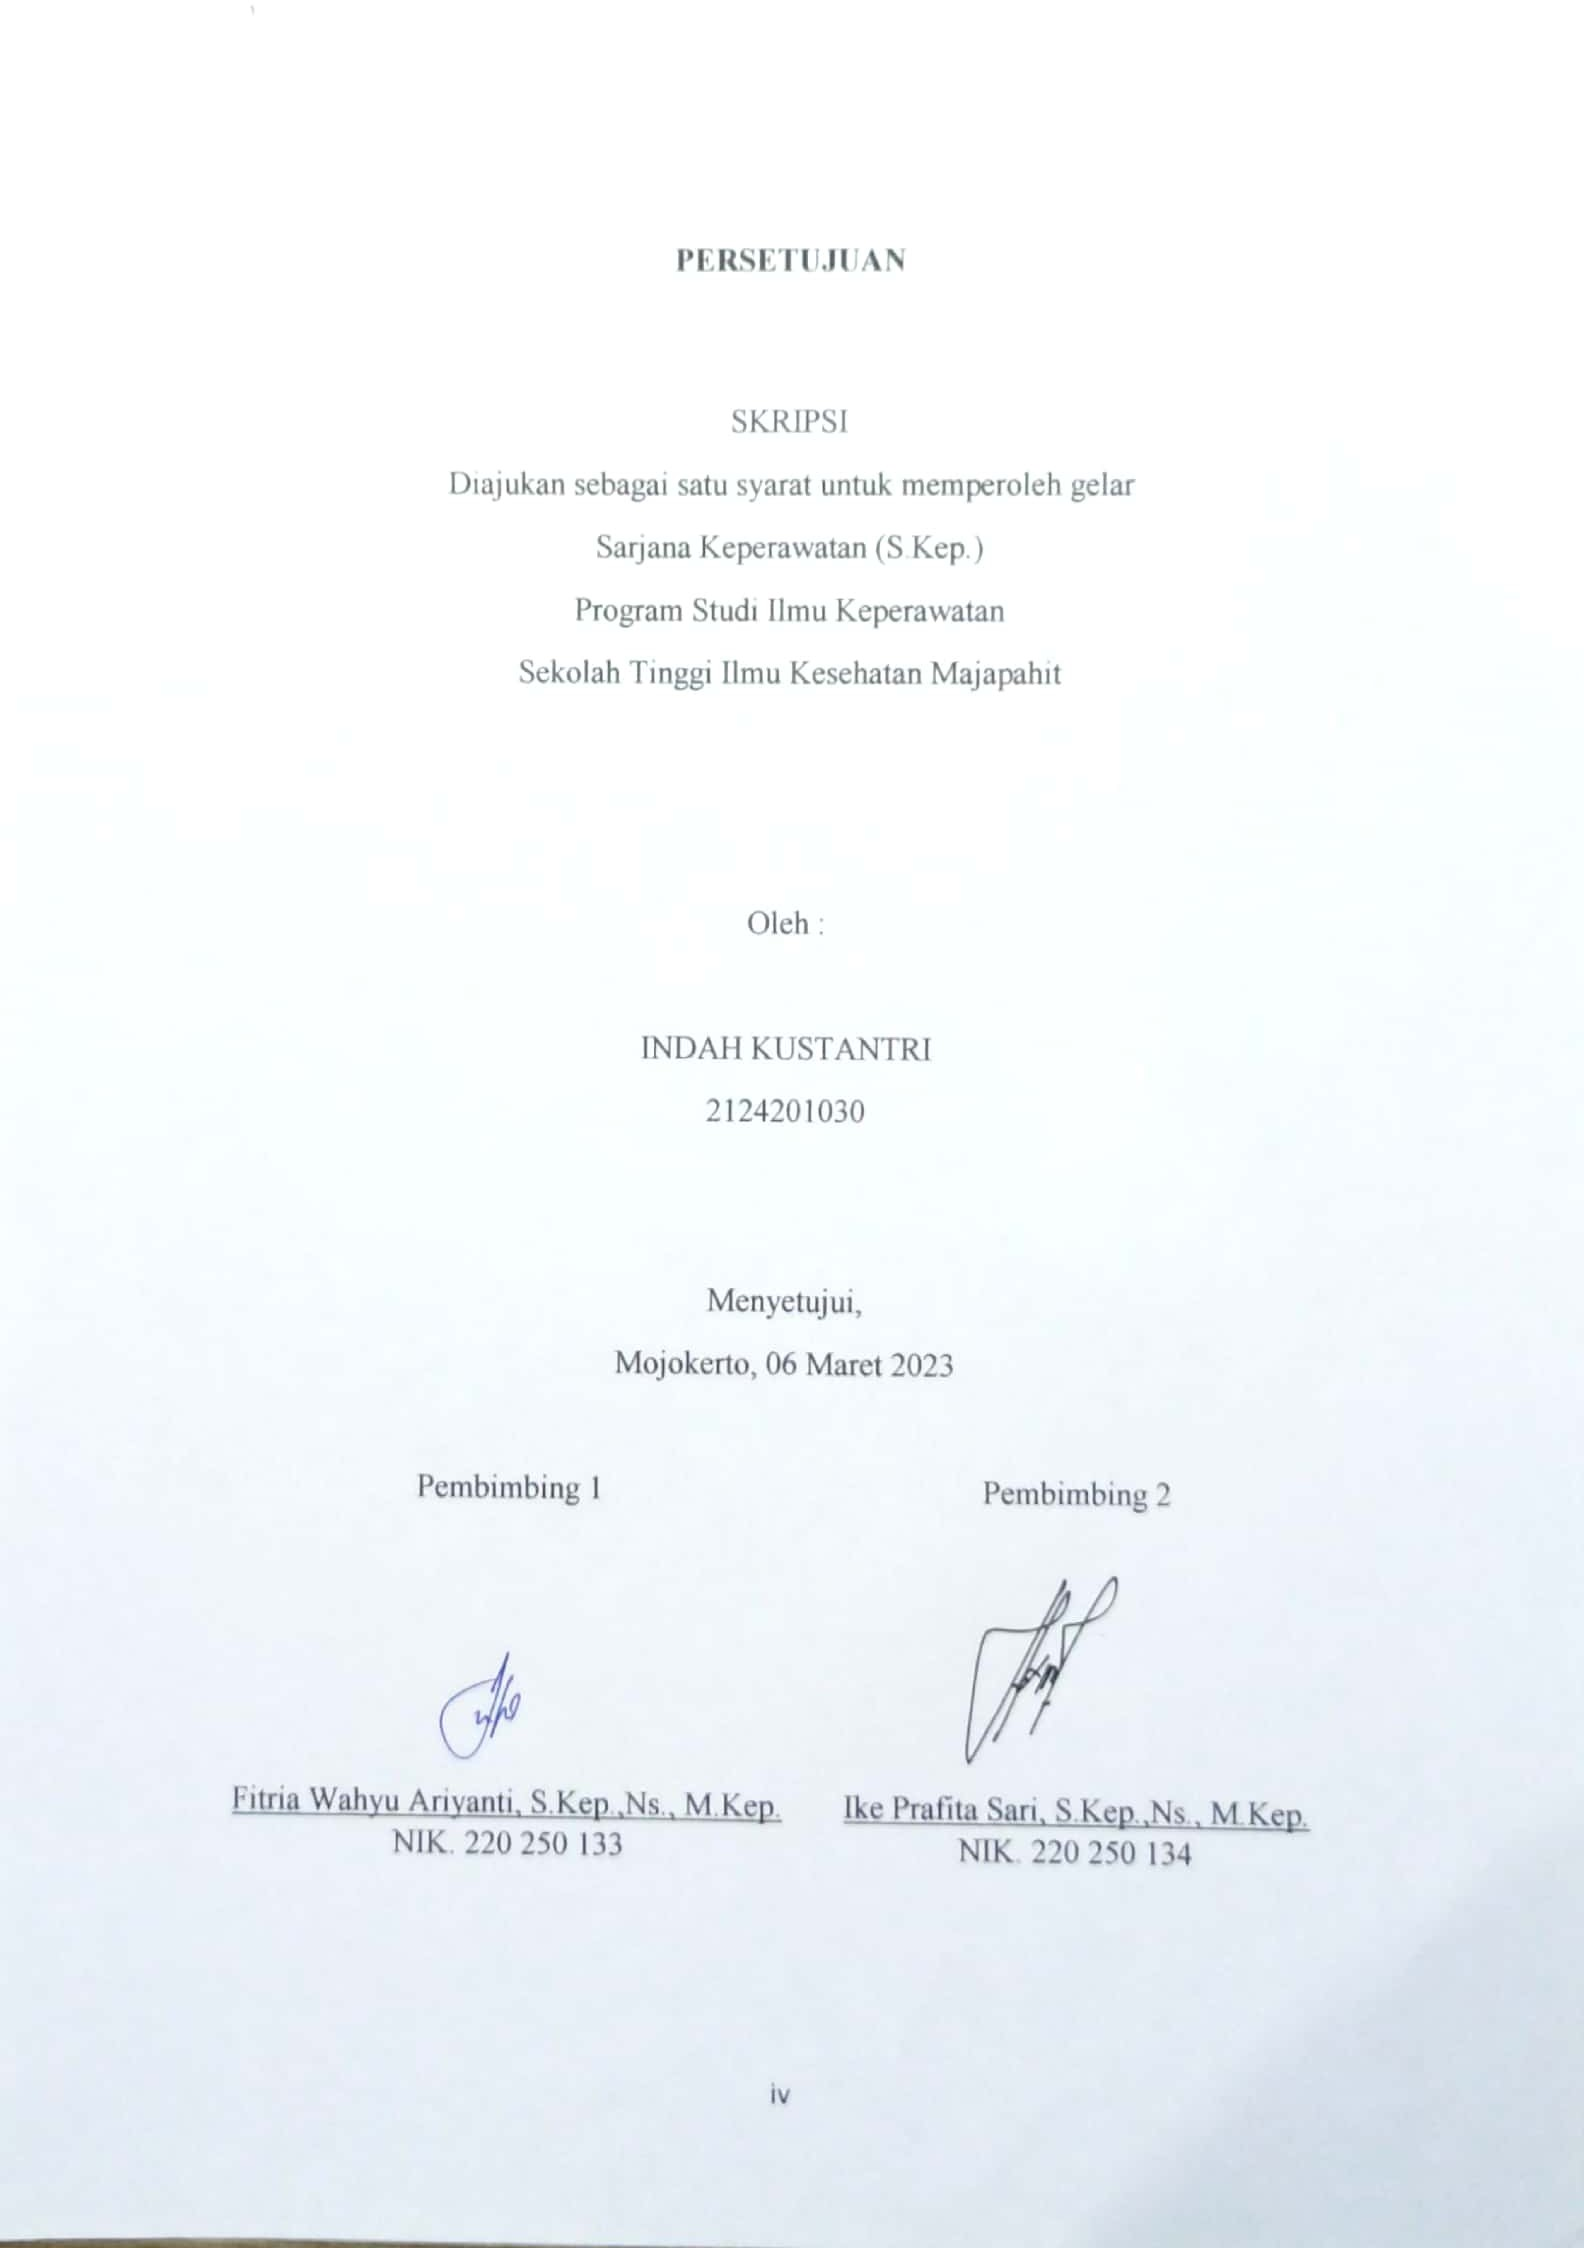 PERSETUJUAN
SKRIPSI
Diajukan sebagai satu syarat untuk memperoleh gelar
Sarjana Keperawatan (S.Kep.)
Program Studi Ilmu Keperawatan
Sekolah Tinggi Ilmu Kesehatan Majapahit
Oleh :
INDAH KUSTANTRI
2124201030
Menyetujui,
Mojokerto, 06 Maret 2023
Pembimbing 1
Pembimbing 2
Fitria Wahyu Ariyanti, S.Kep.,Ns., M.Kep.
NIK. 220 250 133
Ike Prafita Sari, S.Kep.,Ns., M.Kep.
NIK. 220 250 134
iv